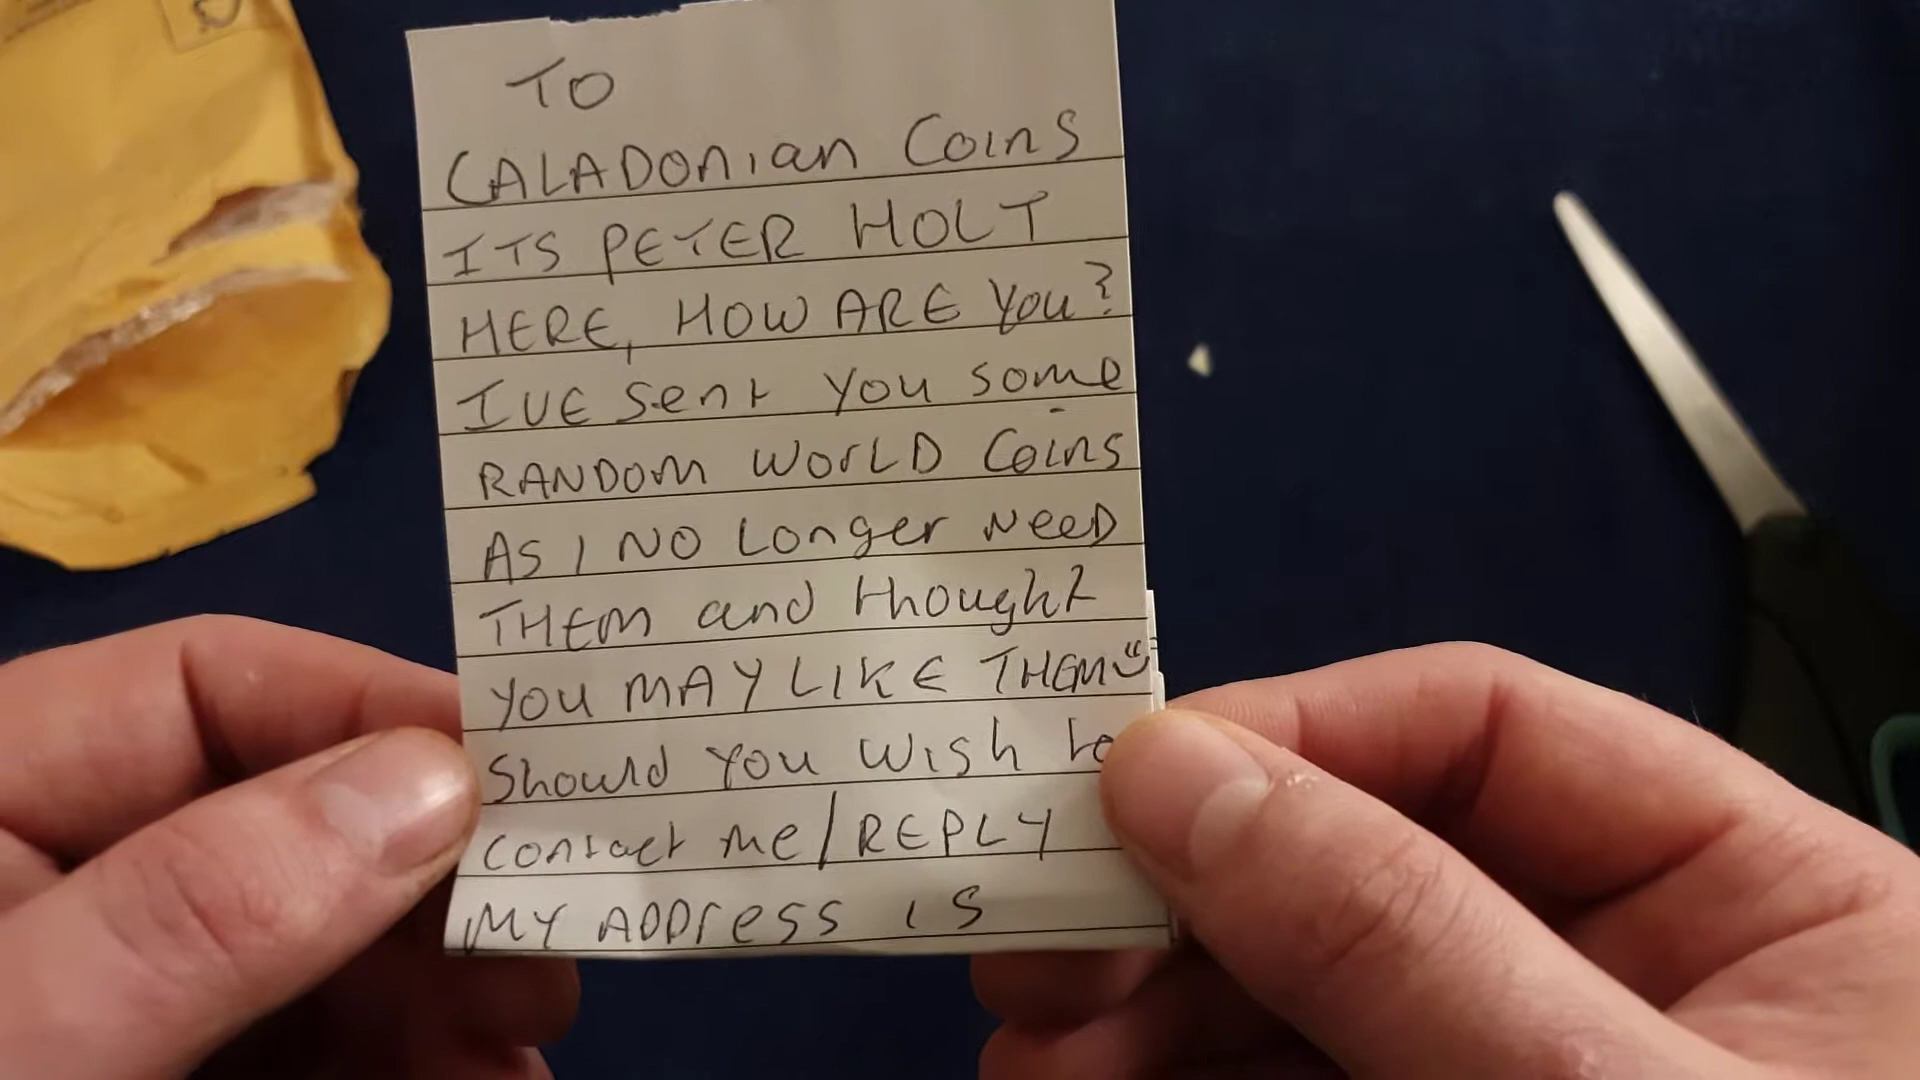 TO
CALADONian Coins
ITS PETER HOLT
HERE, HOW ARE YOU?
IVE Sent YOU Some
RANDOM WOrLD Coins
AS I NO Longer NeeD
THEM and thought
YOU MAY LIKE THEM
Should YOU Wish to
contact me/REPLY
MY ADDress IS